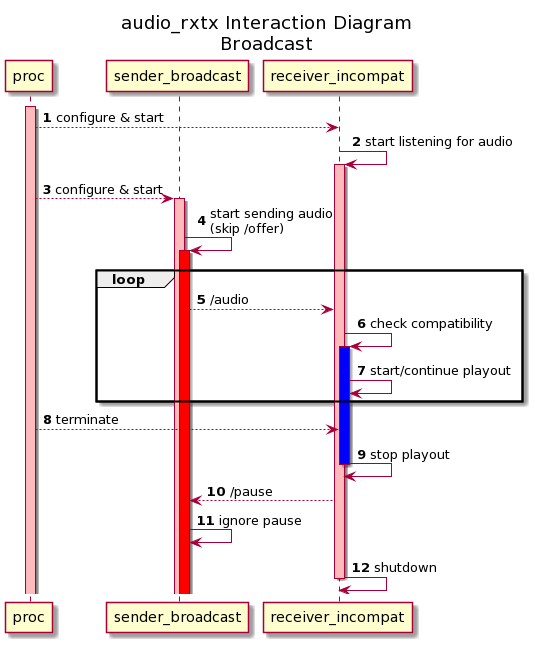 audio_rxtx Interaction Diagram
Broadcast
proc
sender_broadcast
receiver_incompat
1 configure & start
2 start listening for audio
3 configure & start
4 start sending audio
(skip /offer)
loop
5 /audio
6 check compatibility
7 start/continue playout
8 terminate
9 stop playout
10 /pause
11 ignore pause
12 shutdown
proc
sender_broadcast
receiver_incompat